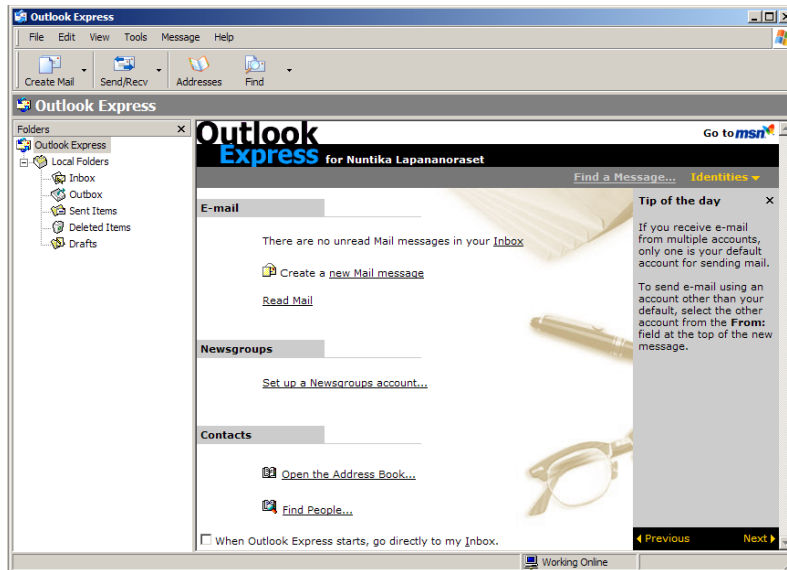 Outlook Express
File Edit View Tools Message Help
Create Mail Send/Recv Addresses Find
Outlook Express
Folders
Outlook Express
Local Folders
Inbox
Outbox
Sent Items
Deleted Items
Drafts
Outlook
Express for Nuntika Lapananoraset
Go to msn
Find a Message... Identities
E-mail
There are no unread Mail messages in your Inbox
Create a new Mail message
Read Mail
Newsgroups
Set up a Newsgroups account...
Contacts
Open the Address Book...
Find People...
When Outlook Express starts, go directly to my Inbox.
Tip of the day
If you receive e-mail
from multiple accounts,
only one is your default
account for sending mail.
To send e-mail using an
account other than your
default, select the other
account from the From:
field at the top of the new
message.
Previous Next
Working Online